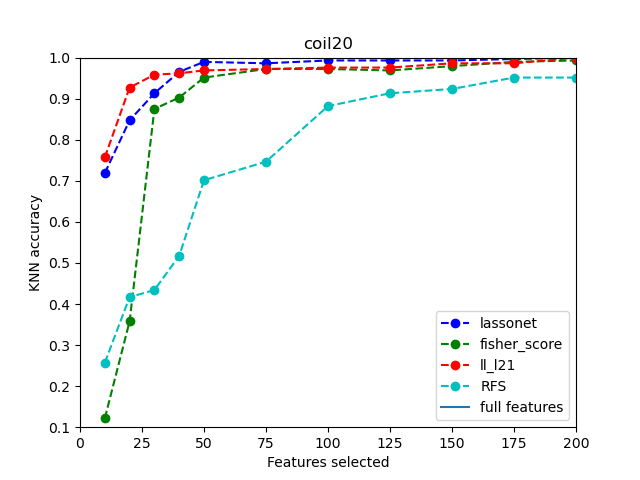 coil20
1.0
0.9
0.8
0.7
0.6
0.5
0.4
0.3
0.2
0.1
KNN accuracy
lassonet
fisher_score
ll_l21
RFS
full features
0 25 50 75 100 125 150 175 200
Features selected